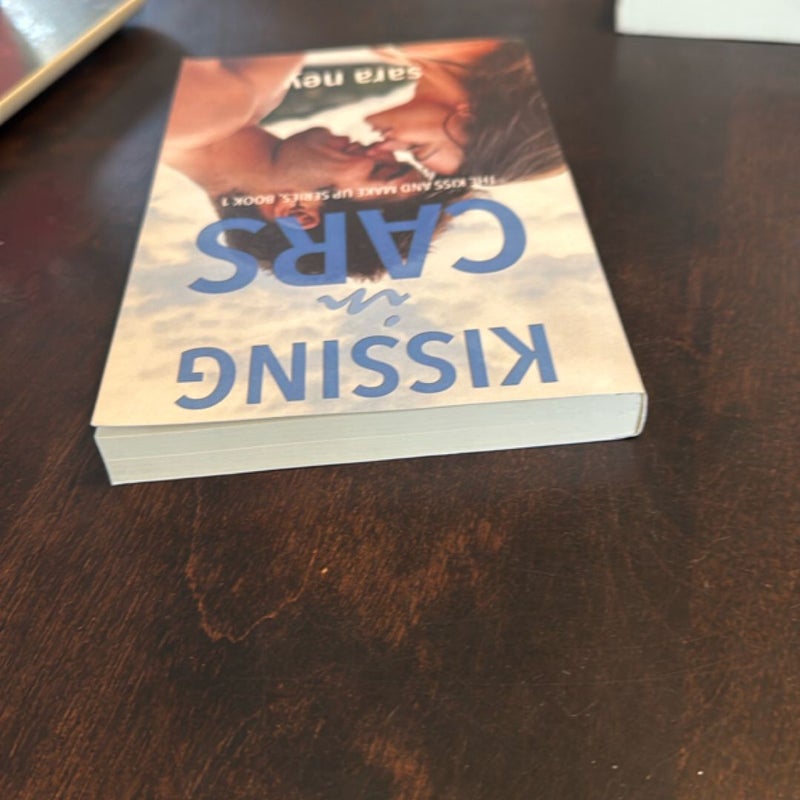 KISSING
in
CARS
THE KISS AND MAKE UP SERIES, BOOK 1
sara ney